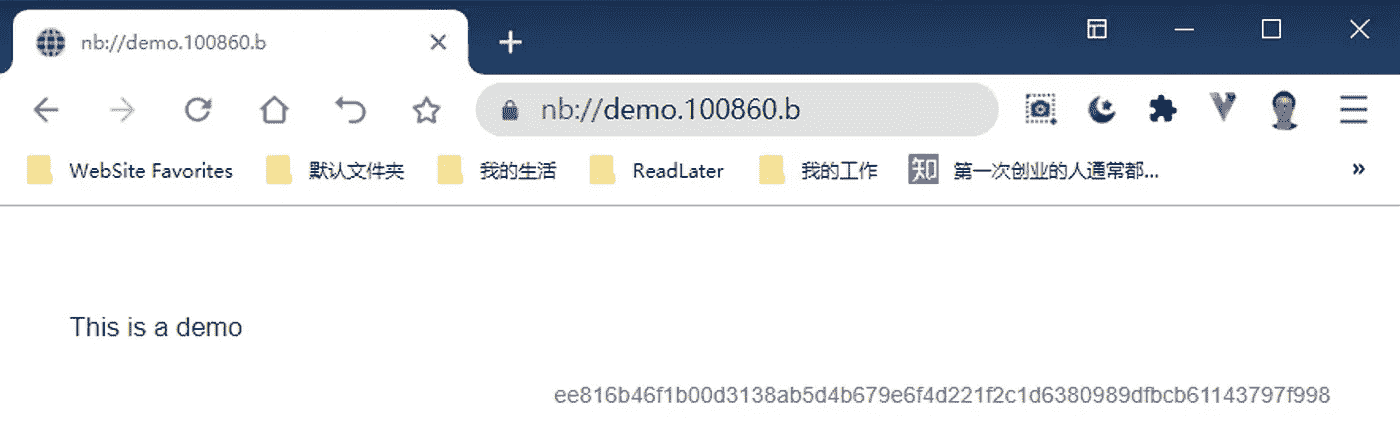 nb://demo.100860.b
nb://demo.100860.b
WebSite Favorites 默认文件夹 我的生活 ReadLater 我的工作 知 第一次创业的人通常都... »
This is a demo
ee816b46f1b00d3138ab5d4b679e6f4d221f2c1d6380989dfbcb61143797f998